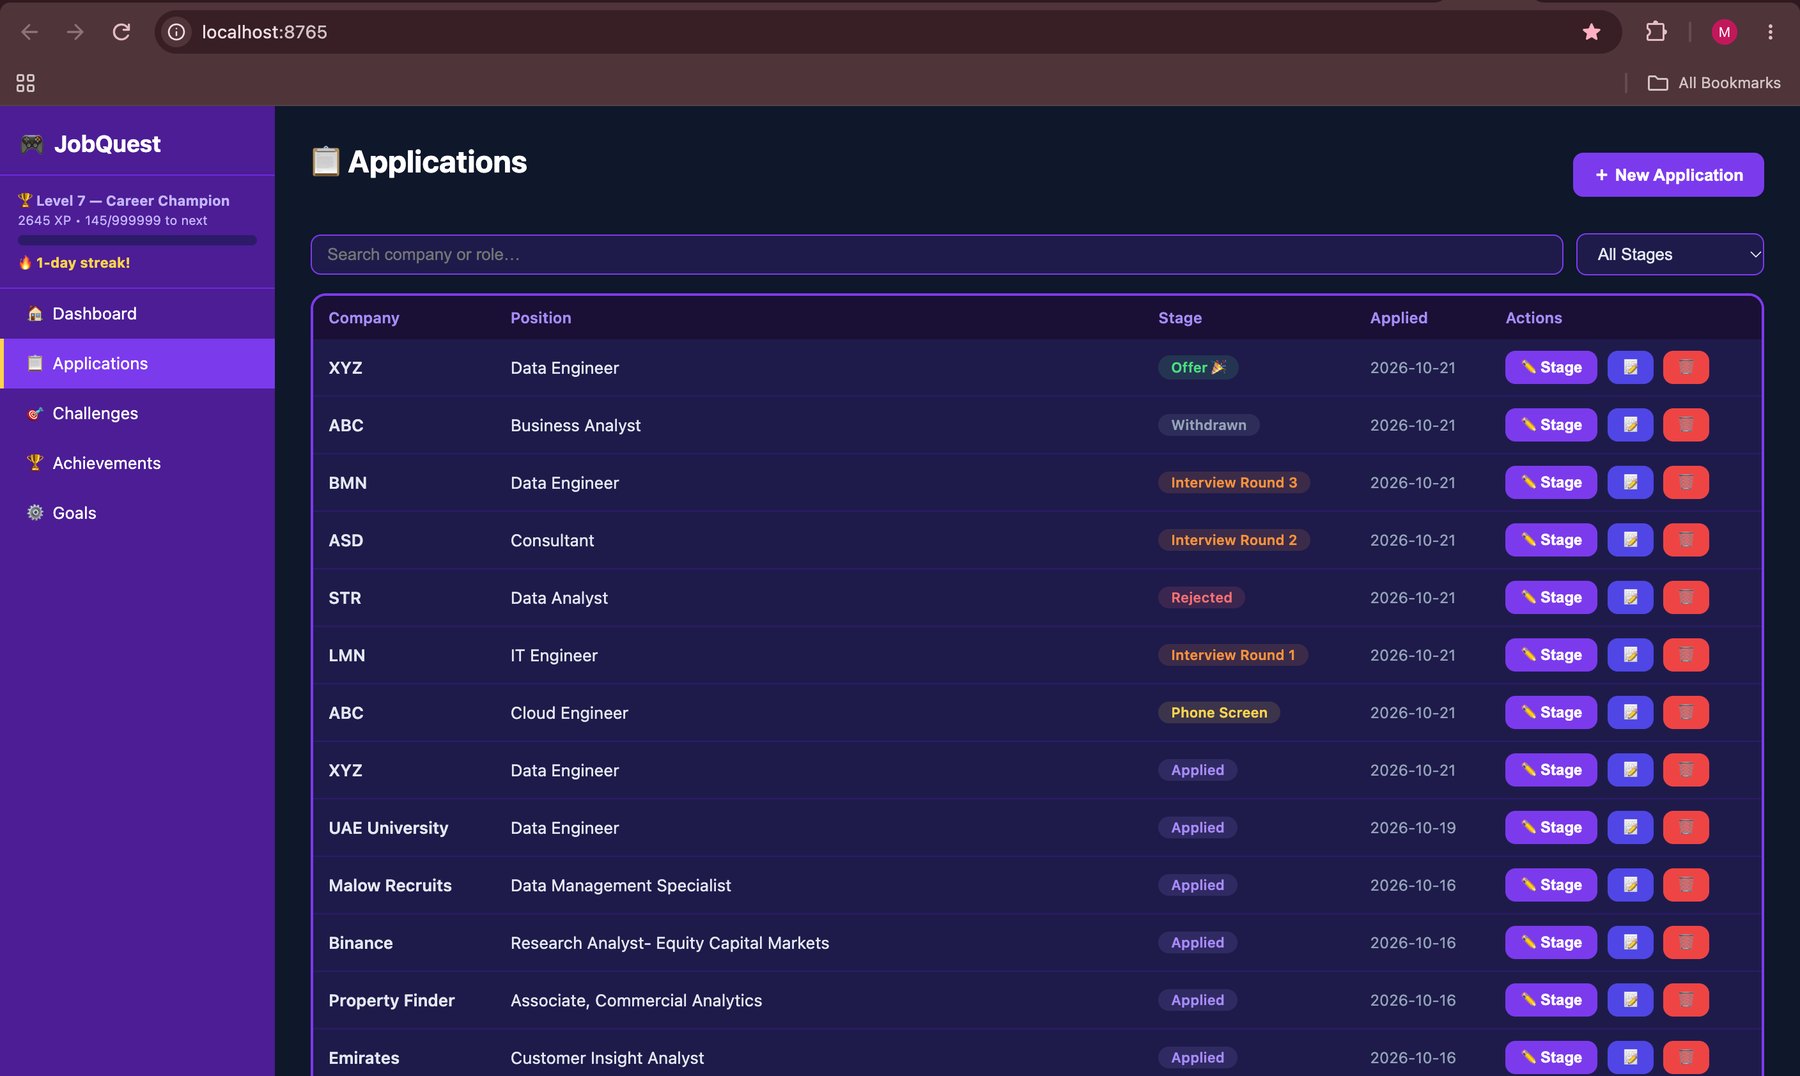 localhost:8765
M
All Bookmarks
JobQuest
Level 7 — Career Champion
2645 XP • 145/999999 to next
1-day streak!
Dashboard
Applications
Challenges
Achievements
Goals
Applications
+ New Application
Search company or role…
All Stages
Company Position Stage Applied Actions
XYZ Data Engineer Offer 2026-10-21 Stage
ABC Business Analyst Withdrawn 2026-10-21 Stage
BMN Data Engineer Interview Round 3 2026-10-21 Stage
ASD Consultant Interview Round 2 2026-10-21 Stage
STR Data Analyst Rejected 2026-10-21 Stage
LMN IT Engineer Interview Round 1 2026-10-21 Stage
ABC Cloud Engineer Phone Screen 2026-10-21 Stage
XYZ Data Engineer Applied 2026-10-21 Stage
UAE University Data Engineer Applied 2026-10-19 Stage
Malow Recruits Data Management Specialist Applied 2026-10-16 Stage
Binance Research Analyst- Equity Capital Markets Applied 2026-10-16 Stage
Property Finder Associate, Commercial Analytics Applied 2026-10-16 Stage
Emirates Customer Insight Analyst Applied 2026-10-16 Stage